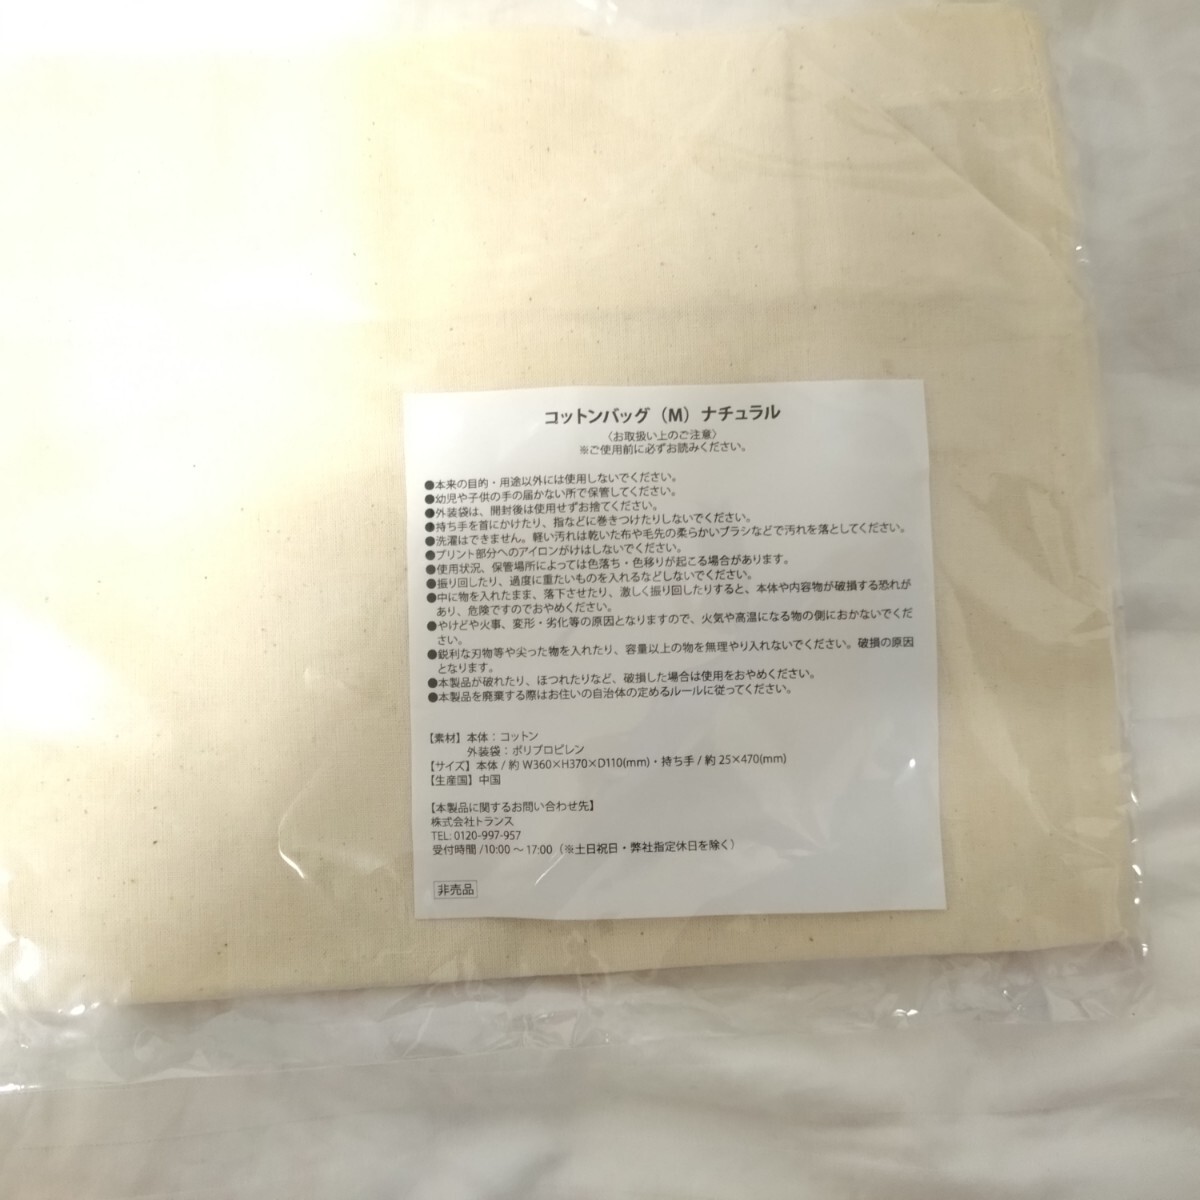 コットンバッグ（M）ナチュラル
〈お取扱い上のご注意〉
※ご使用前に必ずお読みください。
●本来の目的・用途以外には使用しないでください。
●幼児や子供の手の届かない所で保管してください。
●外装袋は、開封後は使用せずお捨てください。
●持ち手を首にかけたり、指などに巻きつけたりしないでください。
●洗濯はできません。軽い汚れは乾いた布や毛先の柔らかいブラシなどで汚れを落としてください。
●プリント部分へのアイロンがけはしないでください。
●使用状況、保管場所によっては色落ち・色移りが起こる場合があります。
●振り回したり、過度に重たいものを入れるなどしないでください。
●中に物を入れたまま、落下させたり、激しく振り回したりすると、本体や内容物が破損する恐れが
あり、危険ですのでおやめください。
●やけどや火事、変形・劣化等の原因となりますので、火気や高温になる物の側におかないでくだ
さい。
●鋭利な刃物等や尖った物を入れたり、容量以上の物を無理やり入れないでください。破損の原因
となります。
●本製品が破れたり、ほつれたりなど、破損した場合は使用をおやめください。
●本製品を廃棄する際はお住いの自治体の定めるルールに従ってください。
【素材】本体：コットン
外装袋：ポリプロピレン
【サイズ】本体 / 約 W360×H370×D110(mm)・持ち手 / 約 25×470(mm)
【生産国】中国
【本製品に関するお問い合わせ先】
株式会社トランス
TEL: 0120-997-957
受付時間 /10:00 ～ 17:00（※土日祝日・弊社指定休日を除く）
非売品